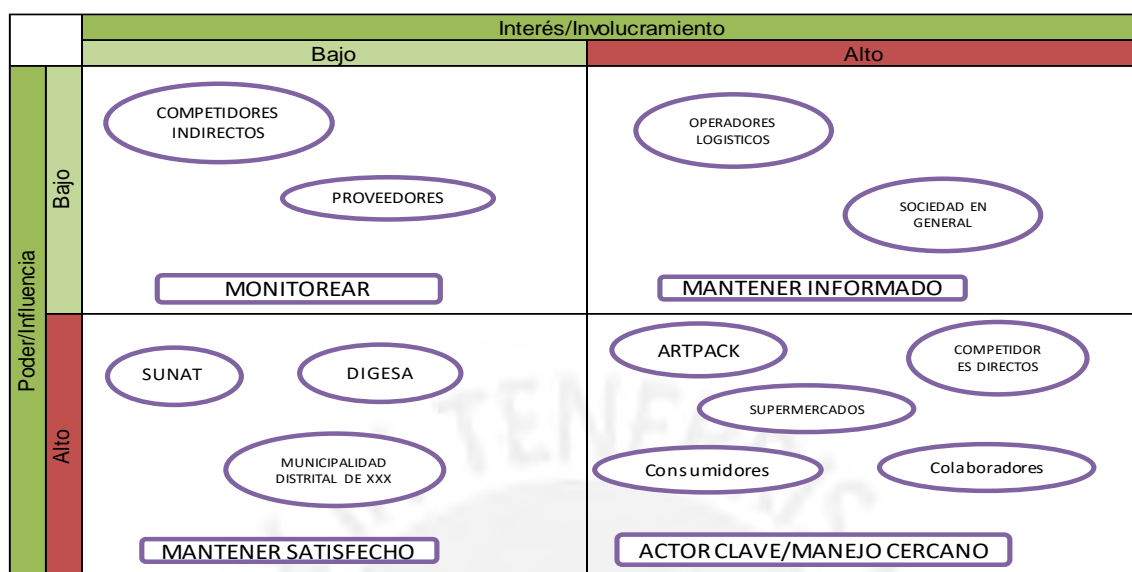 Interés/Involucramiento
Bajo
Alto
Poder/Influencia
Bajo
COMPETIDORES
INDIRECTOS
PROVEEDORES
MONITOREAR
OPERADORES
LOGISTICOS
SOCIEDAD EN
GENERAL
MANTENER INFORMADO
Alto
SUNAT
DIGESA
MUNICIPALIDAD
DISTRITAL DE XXX
MANTENER SATISFECHO
ARTPACK
COMPETIDOR
ES DIRECTOS
SUPERMERCADOS
Consumidores
Colaboradores
ACTOR CLAVE/MANEJO CERCANO
TENEBR